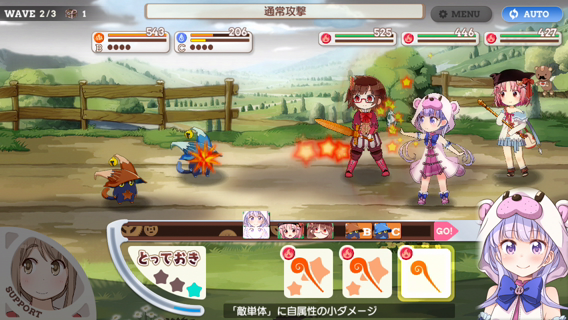 WAVE 2/3 1
通常攻撃
MENU
AUTO
543
B
206
C
525
446
427
B C GO!
とっておき
SUPPORT
「敵単体」に自属性の小ダメージ